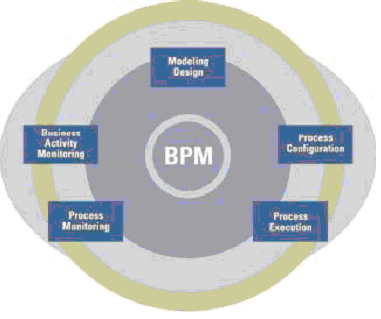 Modeling
Design
Business
Activity
Monitoring
BPM
Process
Configuration
Process
Monitoring
Process
Execution